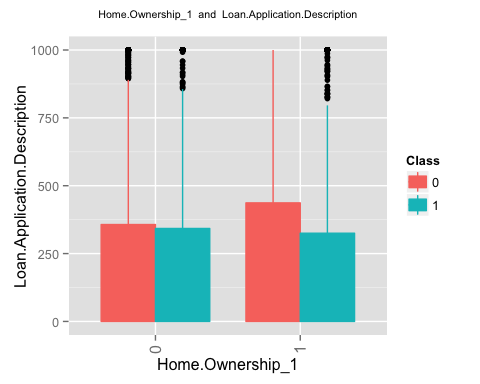 Home.Ownership_1 and Loan.Application.Description
1000
750
500
250
0
Loan.Application.Description
0
1
Home.Ownership_1
Class
0
1